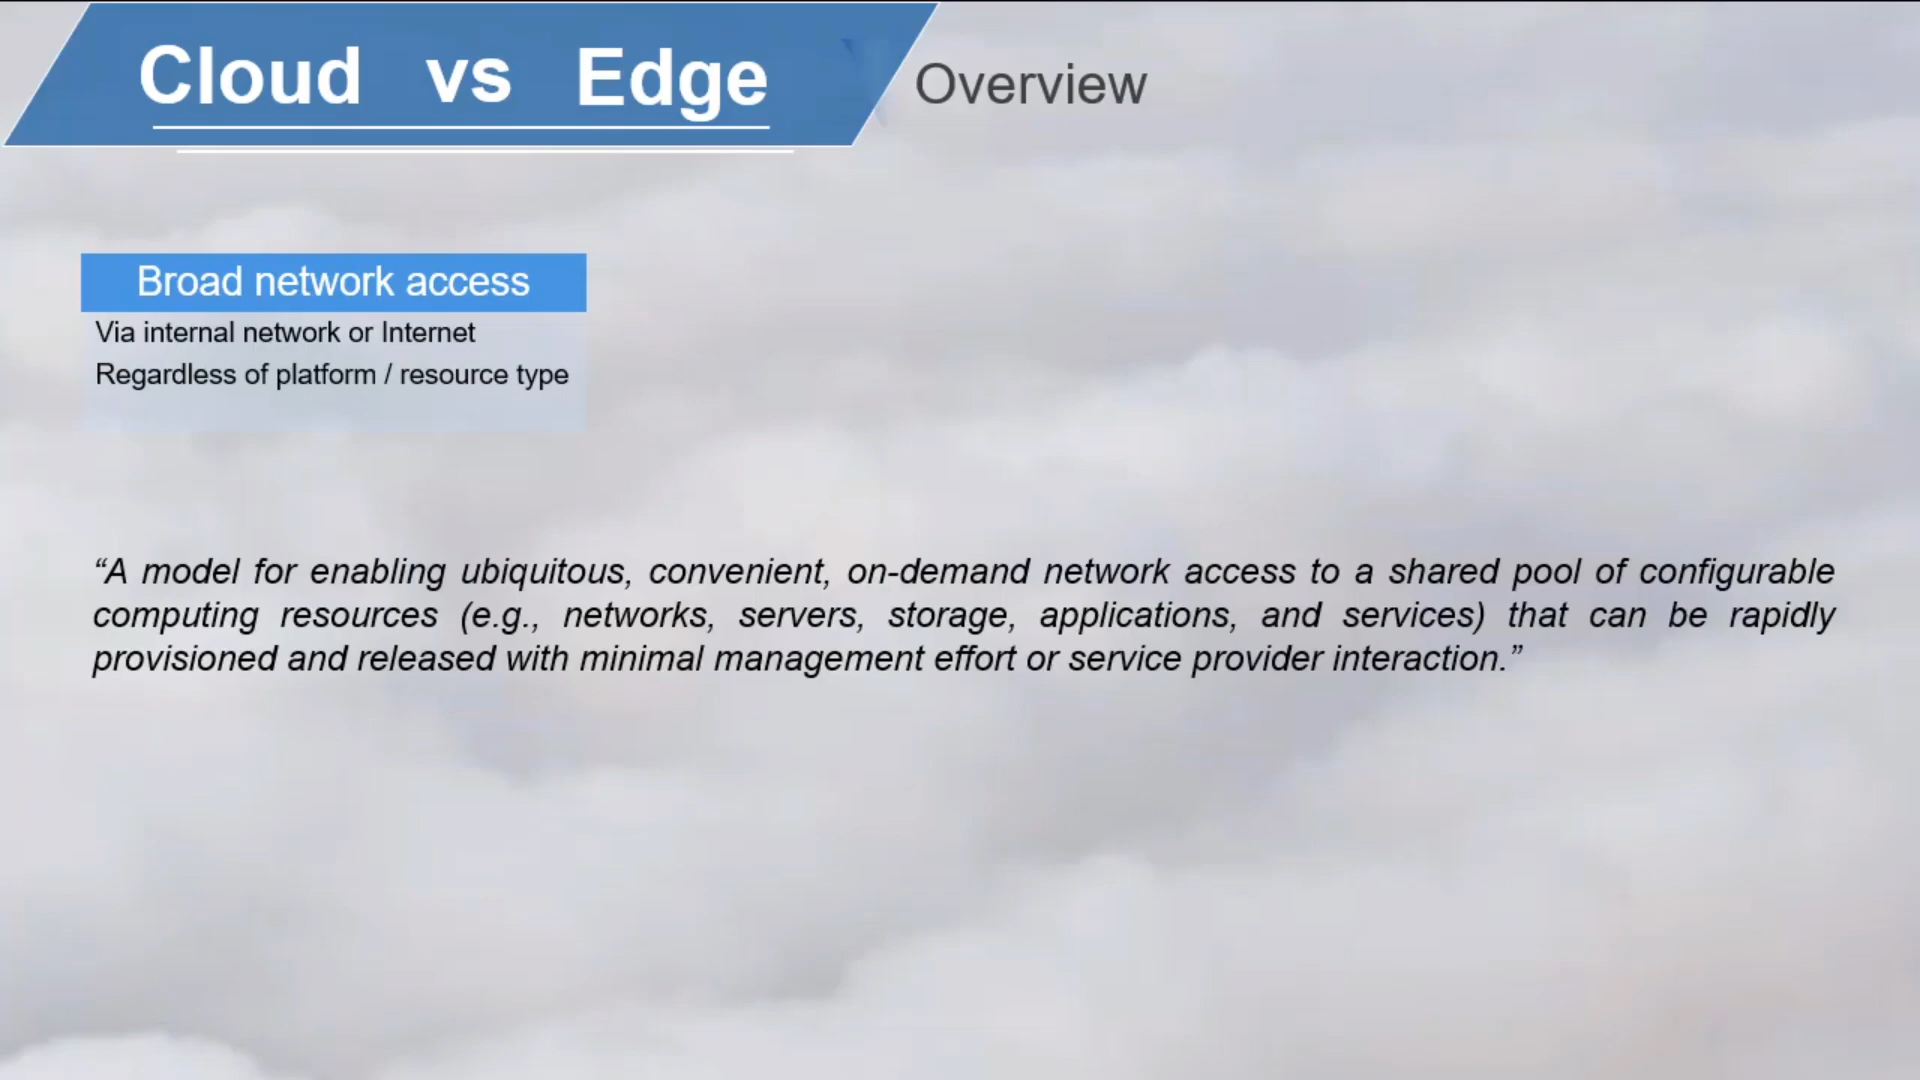 Cloud vs Edge
Overview
Broad network access
Via internal network or Internet
Regardless of platform / resource type
“A model for enabling ubiquitous, convenient, on-demand network access to a shared pool of configurable
computing resources (e.g., networks, servers, storage, applications, and services) that can be rapidly
provisioned and released with minimal management effort or service provider interaction.”